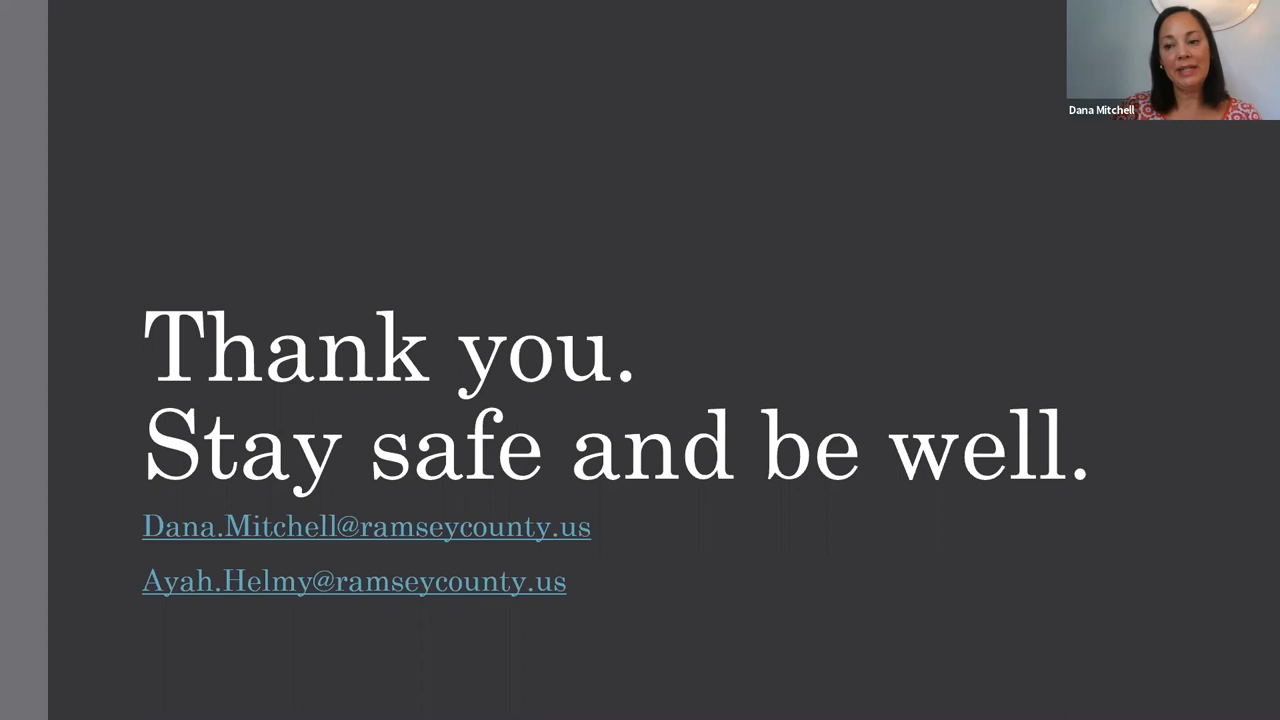 Dana Mitchell
Thank you.
Stay safe and be well.
Dana.Mitchell@ramseycounty.us
Ayah.Helmy@ramseycounty.us